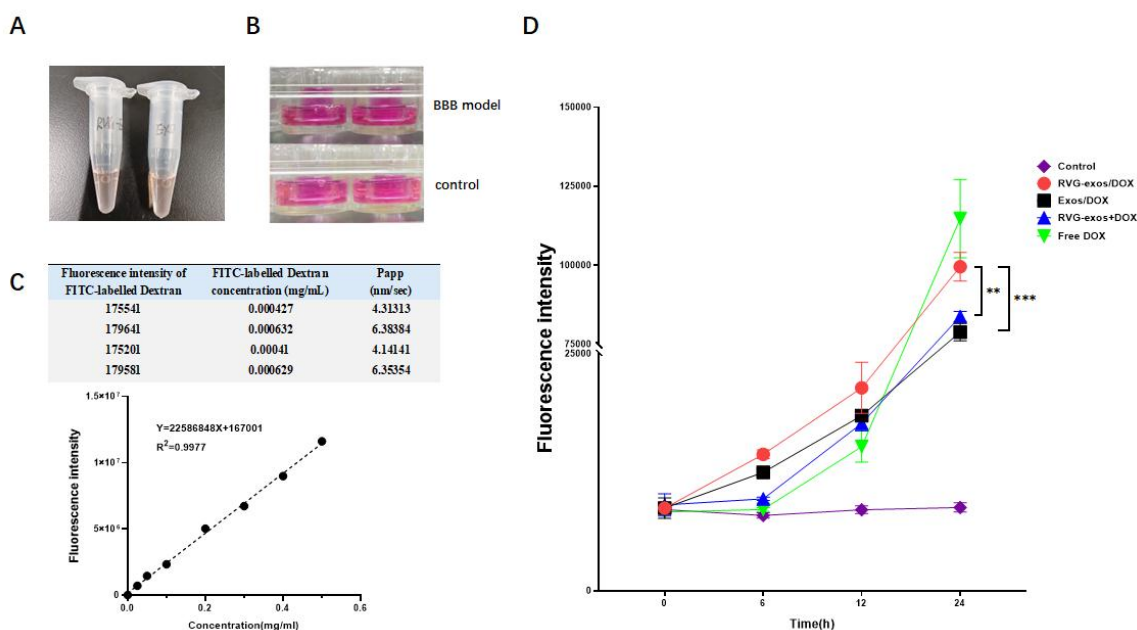 A
B
BBB model
control
C
Fluorescence intensity of FITC-labelled Dextran
FITC-labelled Dextran concentration (mg/mL)
Papp (nm/sec)
175541 0.000427 4.31313
179641 0.000632 6.38384
175201 0.00041 4.14141
179581 0.000629 6.35354
Fluorescence intensity
1.5×10⁷
1×10⁷
5×10⁶
0
Y=22586848X+167001
R²=0.9977
0.0 0.2 0.4 0.6
Concentration(mg/ml)
D
Fluorescence intensity
150000
125000
100000
75000
25000
0
Control
RVG-exos/DOX
Exos/DOX
RVG-exos+DOX
Free DOX
**
***
0 6 12 24
Time(h)